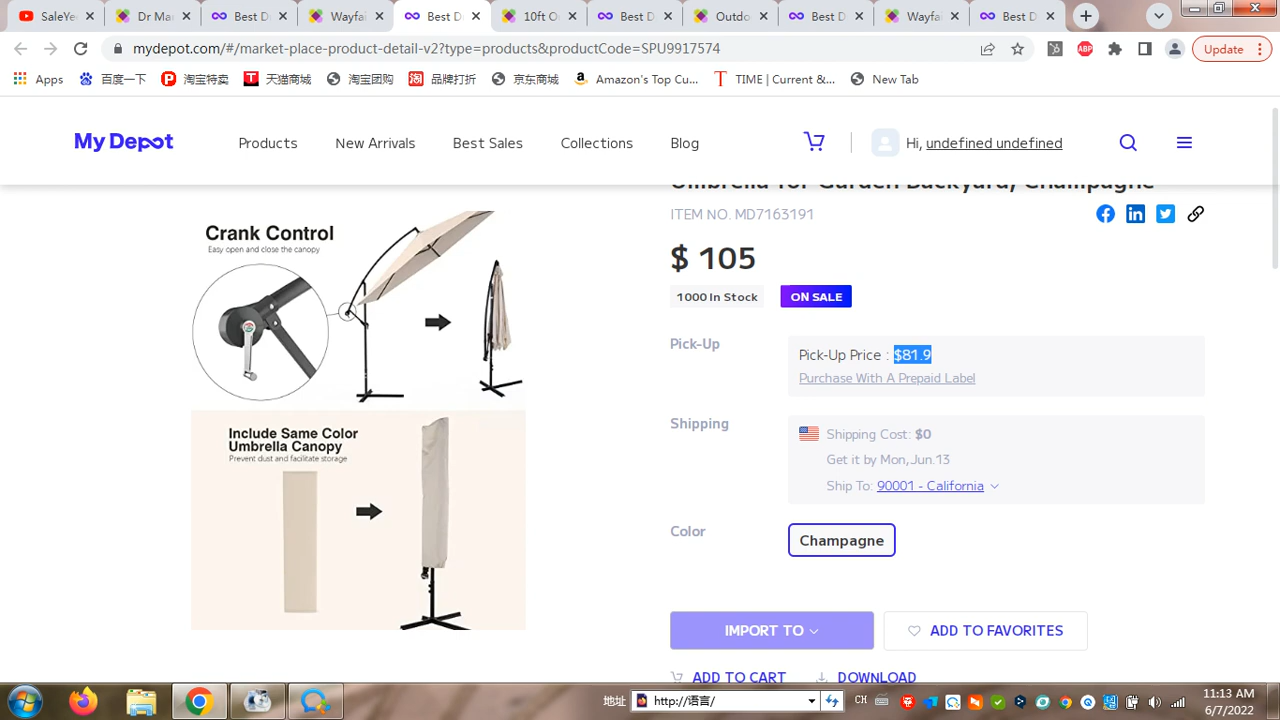 SaleYe
Dr Ma
Best D
Wayfai
Best D
10
Best D
Outdo
Best D
Wayfa
Best D
mydepot.com/#/market-place-product-detail-v2?type=products&productCode=SPU9917574
Update
Apps
百度一下
淘宝特卖
天猫商城
淘宝团购
品牌打折
京东商城
Amazon's Top Cu...
TIME | Current &...
New Tab
My Depot
Products
New Arrivals
Best Sales
Collections
Blog
Hi, undefined undefined
Umbrella for Garden Backyard, Champagne
ITEM NO. MD7163191
$ 105
1000 In Stock
ON SALE
Pick-Up
Pick-Up Price : $81.9
Purchase With A Prepaid Label
Shipping
Shipping Cost: $0
Get it by Mon,Jun.13
Ship To: 90001 - California
Color
Champagne
IMPORT TO
ADD TO FAVORITES
ADD TO CART
DOWNLOAD
Crank Control
Easy open and close the canopy
Include Same Color
Umbrella Canopy
Prevent dust and facilitate storage
地址
http://语言/
CH
11:13 AM
6/7/2022